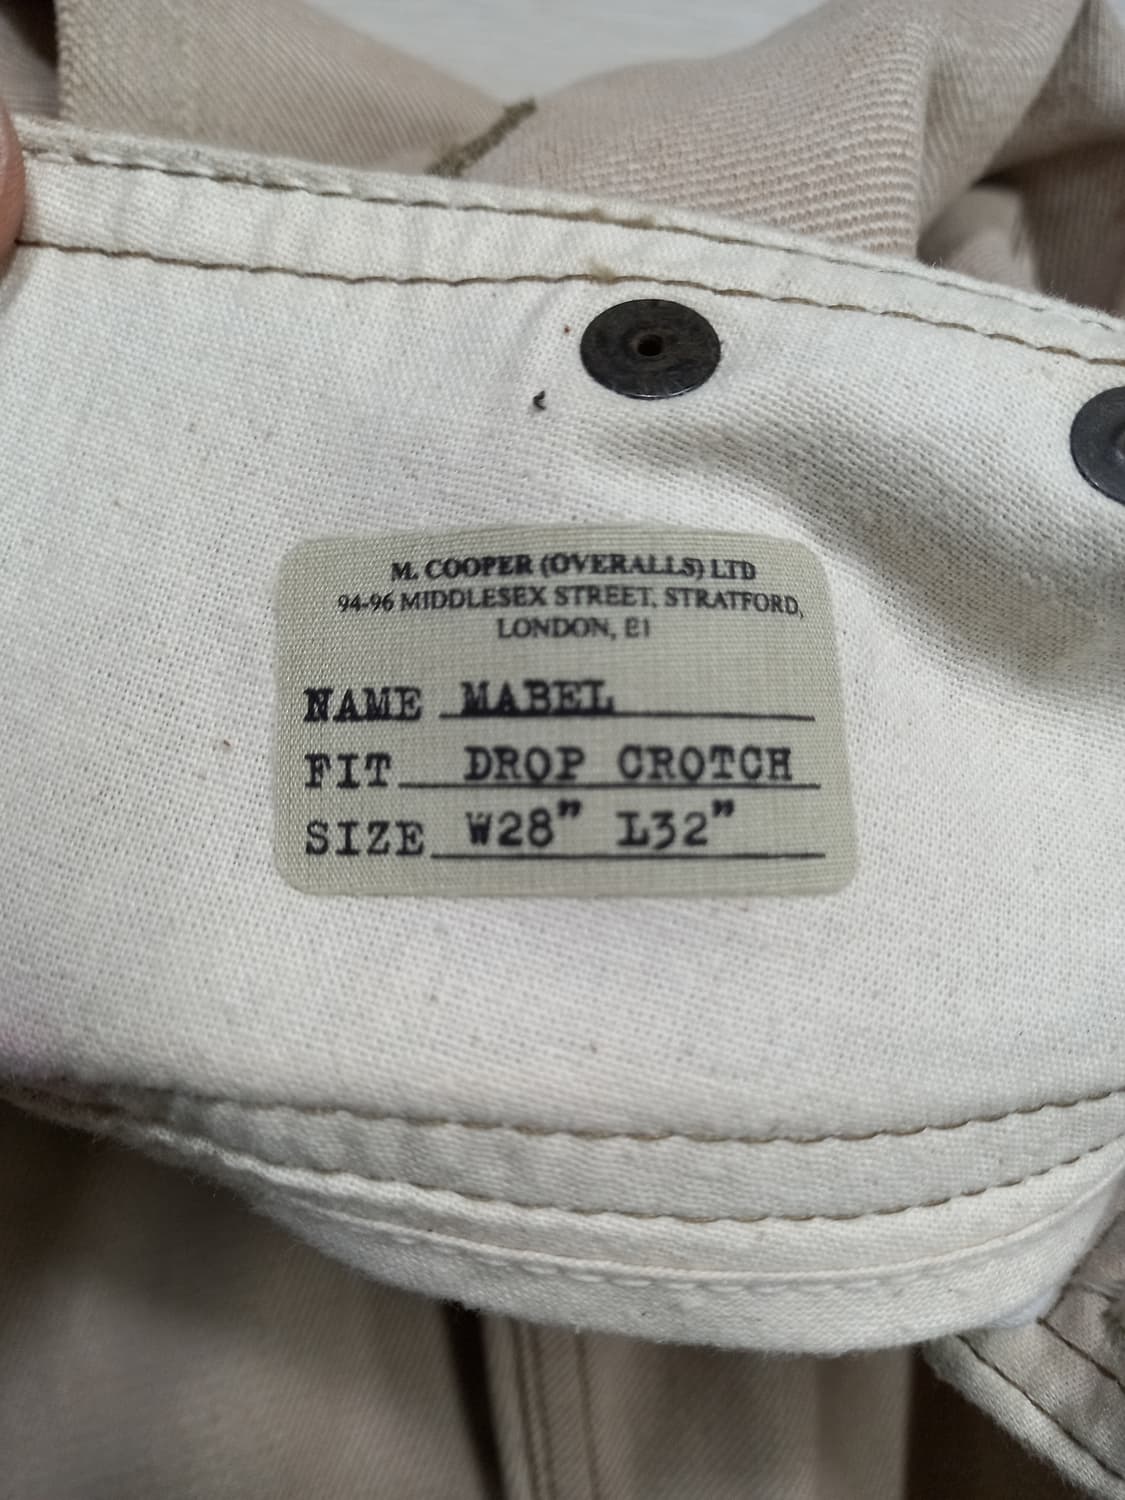 M. COOPER (OVERALLS) LTD
94-96 MIDDLESEX STREET, STRATFORD,
LONDON, E1
NAME MABEL
FIT DROP CROTCH
SIZE W28" L32"